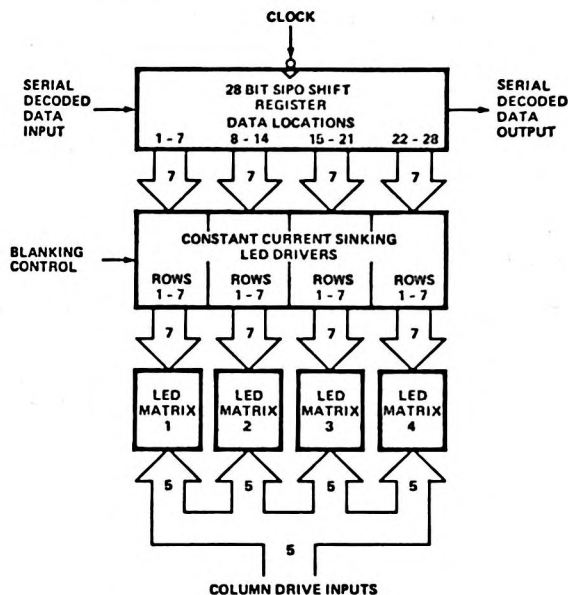 CLOCK
SERIAL
DECODED
DATA
INPUT
28 BIT SIPO SHIFT
REGISTER
DATA LOCATIONS
1 - 7 8 - 14 15 - 21 22 - 28
SERIAL
DECODED
DATA
OUTPUT
7 7 7 7
BLANKING
CONTROL
CONSTANT CURRENT SINKING
LED DRIVERS
ROWS ROWS ROWS ROWS
1 - 7 1 - 7 1 - 7 1 - 7
7 7 7 7
LED LED LED LED
MATRIX MATRIX MATRIX MATRIX
1 2 3 4
5 5 5 5
5
COLUMN DRIVE INPUTS